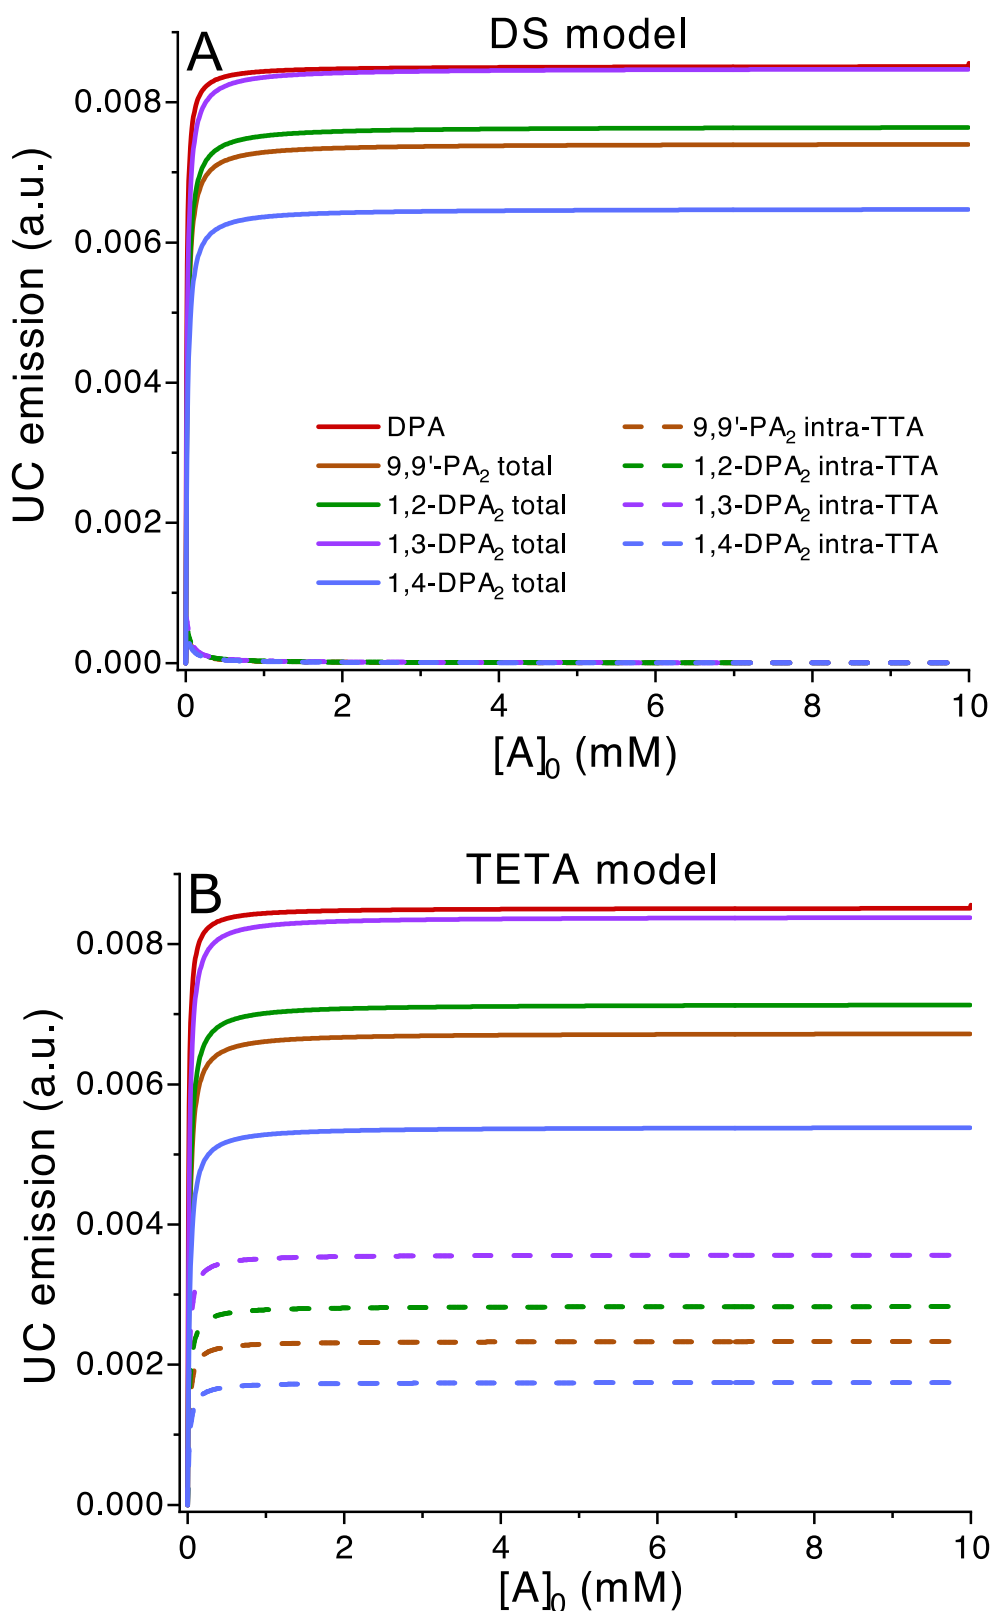 A
DS model
UC emission (a.u.)
0.008
0.006
0.004
0.002
0.000
DPA
9,9'-PA₂ total
1,2-DPA₂ total
1,3-DPA₂ total
1,4-DPA₂ total
9,9'-PA₂ intra-TTA
1,2-DPA₂ intra-TTA
1,3-DPA₂ intra-TTA
1,4-DPA₂ intra-TTA
0 2 4 6 8 10
[A]₀ (mM)
B
TETA model
UC emission (a.u.)
0.008
0.006
0.004
0.002
0.000
0 2 4 6 8 10
[A]₀ (mM)